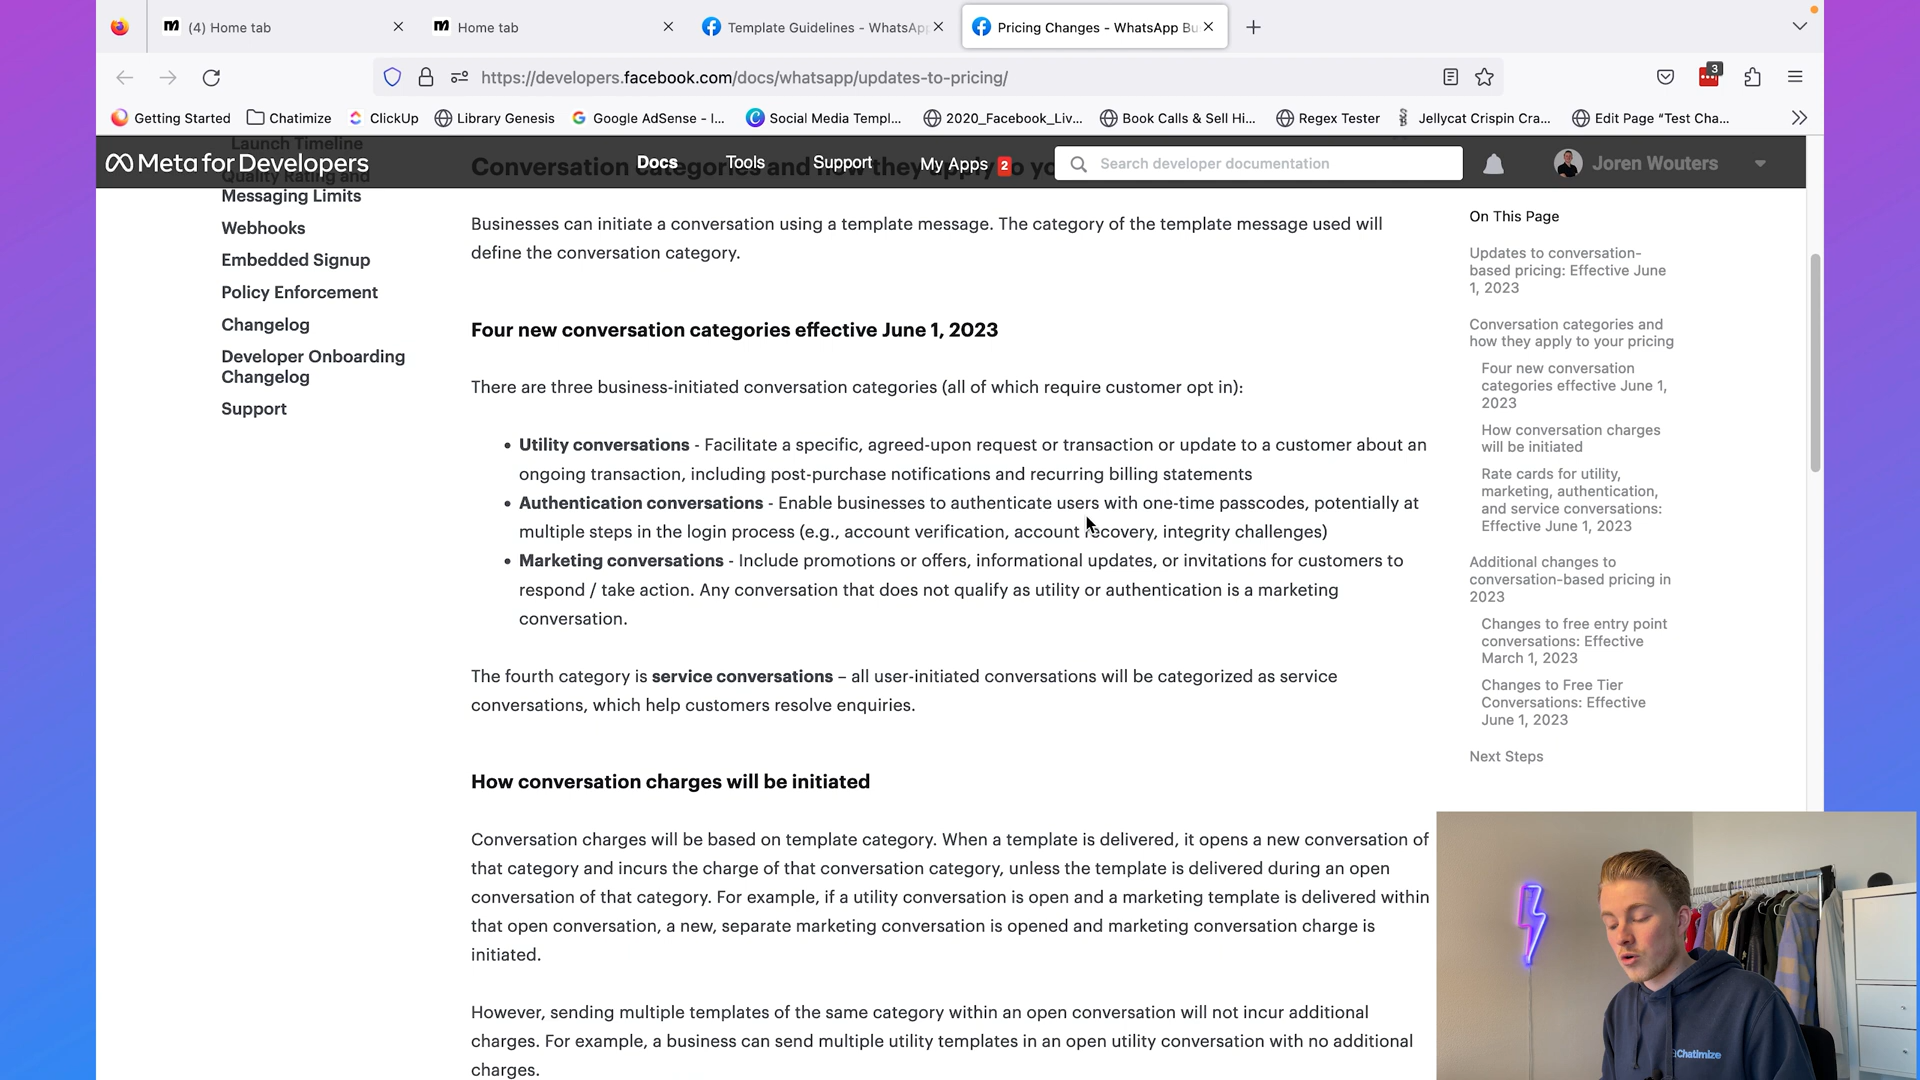 (4) Home tab
Home tab
Template Guidelines - WhatsApp
Pricing Changes - WhatsApp Bu
https://developers.facebook.com/docs/whatsapp/updates-to-pricing/
3
Getting Started
Chatimize
ClickUp
Library Genesis
Google AdSense - I...
Social Media Templ...
2020_Facebook_Liv...
Book Calls & Sell Hi...
Regex Tester
Jellycat Crispin Cra...
Edit Page “Test Cha...
Launch Timeline
Meta for Developers
Docs
Tools
Support
My Apps 2
Search developer documentation
Joren Wouters
Quality Rating and
Messaging Limits
Webhooks
Embedded Signup
Policy Enforcement
Changelog
Developer Onboarding
Changelog
Support
Conversation categories and how they apply to yo
Businesses can initiate a conversation using a template message. The category of the template message used will
define the conversation category.
Four new conversation categories effective June 1, 2023
There are three business-initiated conversation categories (all of which require customer opt in):
• Utility conversations - Facilitate a specific, agreed-upon request or transaction or update to a customer about an
ongoing transaction, including post-purchase notifications and recurring billing statements
• Authentication conversations - Enable businesses to authenticate users with one-time passcodes, potentially at
multiple steps in the login process (e.g., account verification, account recovery, integrity challenges)
• Marketing conversations - Include promotions or offers, informational updates, or invitations for customers to
respond / take action. Any conversation that does not qualify as utility or authentication is a marketing
conversation.
The fourth category is service conversations – all user-initiated conversations will be categorized as service
conversations, which help customers resolve enquiries.
How conversation charges will be initiated
Conversation charges will be based on template category. When a template is delivered, it opens a new conversation of
that category and incurs the charge of that conversation category, unless the template is delivered during an open
conversation of that category. For example, if a utility conversation is open and a marketing template is delivered within
that open conversation, a new, separate marketing conversation is opened and marketing conversation charge is
initiated.
However, sending multiple templates of the same category within an open conversation will not incur additional
charges. For example, a business can send multiple utility templates in an open utility conversation with no additional
charges.
On This Page
Updates to conversation-
based pricing: Effective June
1, 2023
Conversation categories and
how they apply to your pricing
Four new conversation
categories effective June 1,
2023
How conversation charges
will be initiated
Rate cards for utility,
marketing, authentication,
and service conversations:
Effective June 1, 2023
Additional changes to
conversation-based pricing in
2023
Changes to free entry point
conversations: Effective
March 1, 2023
Changes to Free Tier
Conversations: Effective
June 1, 2023
Next Steps
Chatimize